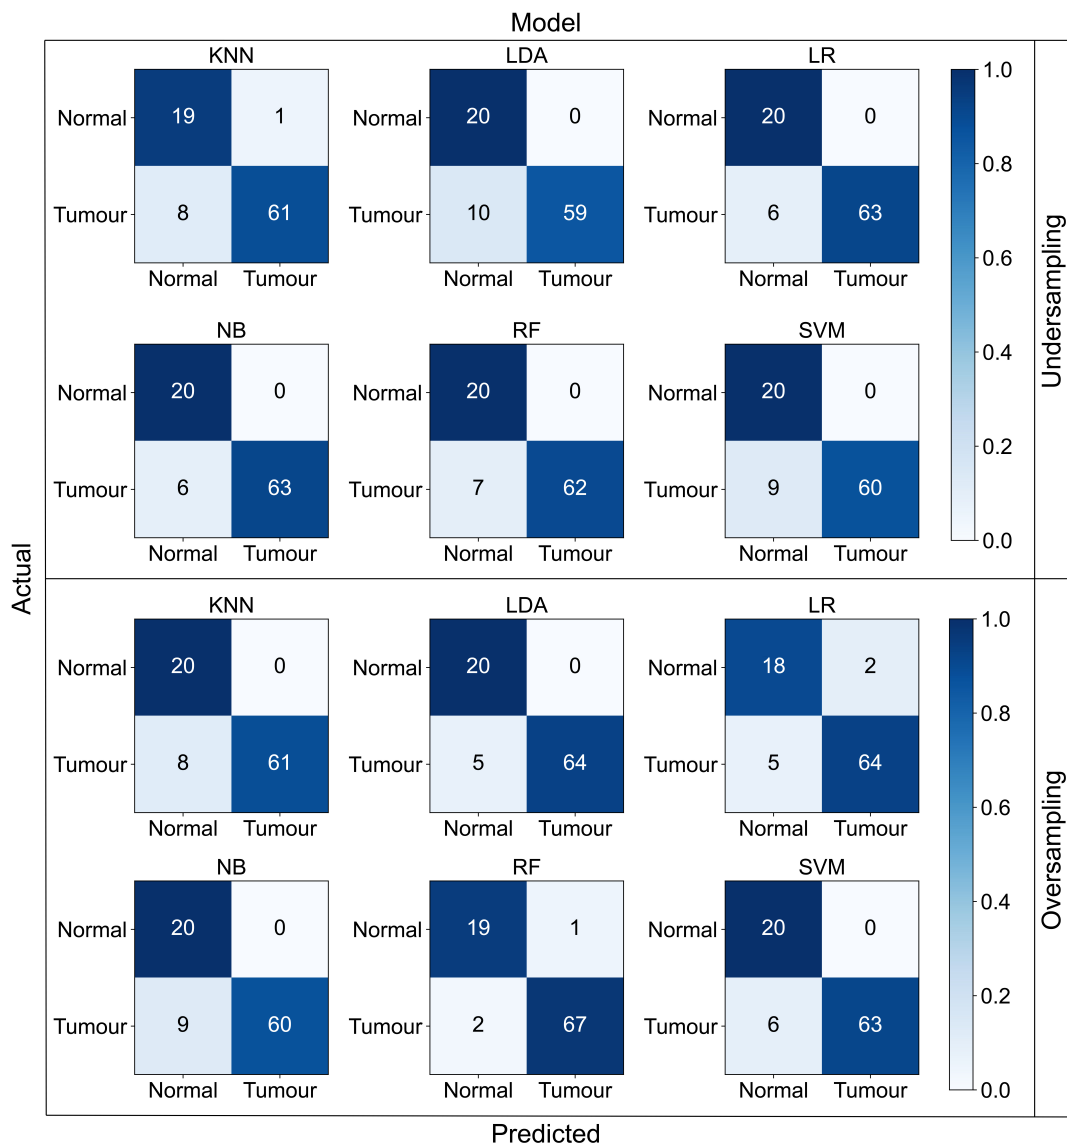 Model
KNN LDA LR
Normal 19 1 Normal 20 0 Normal 20 0
Tumour 8 61 Tumour 10 59 Tumour 6 63
Normal Tumour Normal Tumour Normal Tumour
NB RF SVM
Normal 20 0 Normal 20 0 Normal 20 0
Tumour 6 63 Tumour 7 62 Tumour 9 60
Normal Tumour Normal Tumour Normal Tumour
1.0
0.8
0.6
0.4
0.2
0.0
Undersampling
Actual
KNN LDA LR
Normal 20 0 Normal 20 0 Normal 18 2
Tumour 8 61 Tumour 5 64 Tumour 5 64
Normal Tumour Normal Tumour Normal Tumour
NB RF SVM
Normal 20 0 Normal 19 1 Normal 20 0
Tumour 9 60 Tumour 2 67 Tumour 6 63
Normal Tumour Normal Tumour Normal Tumour
1.0
0.8
0.6
0.4
0.2
0.0
Oversampling
Predicted